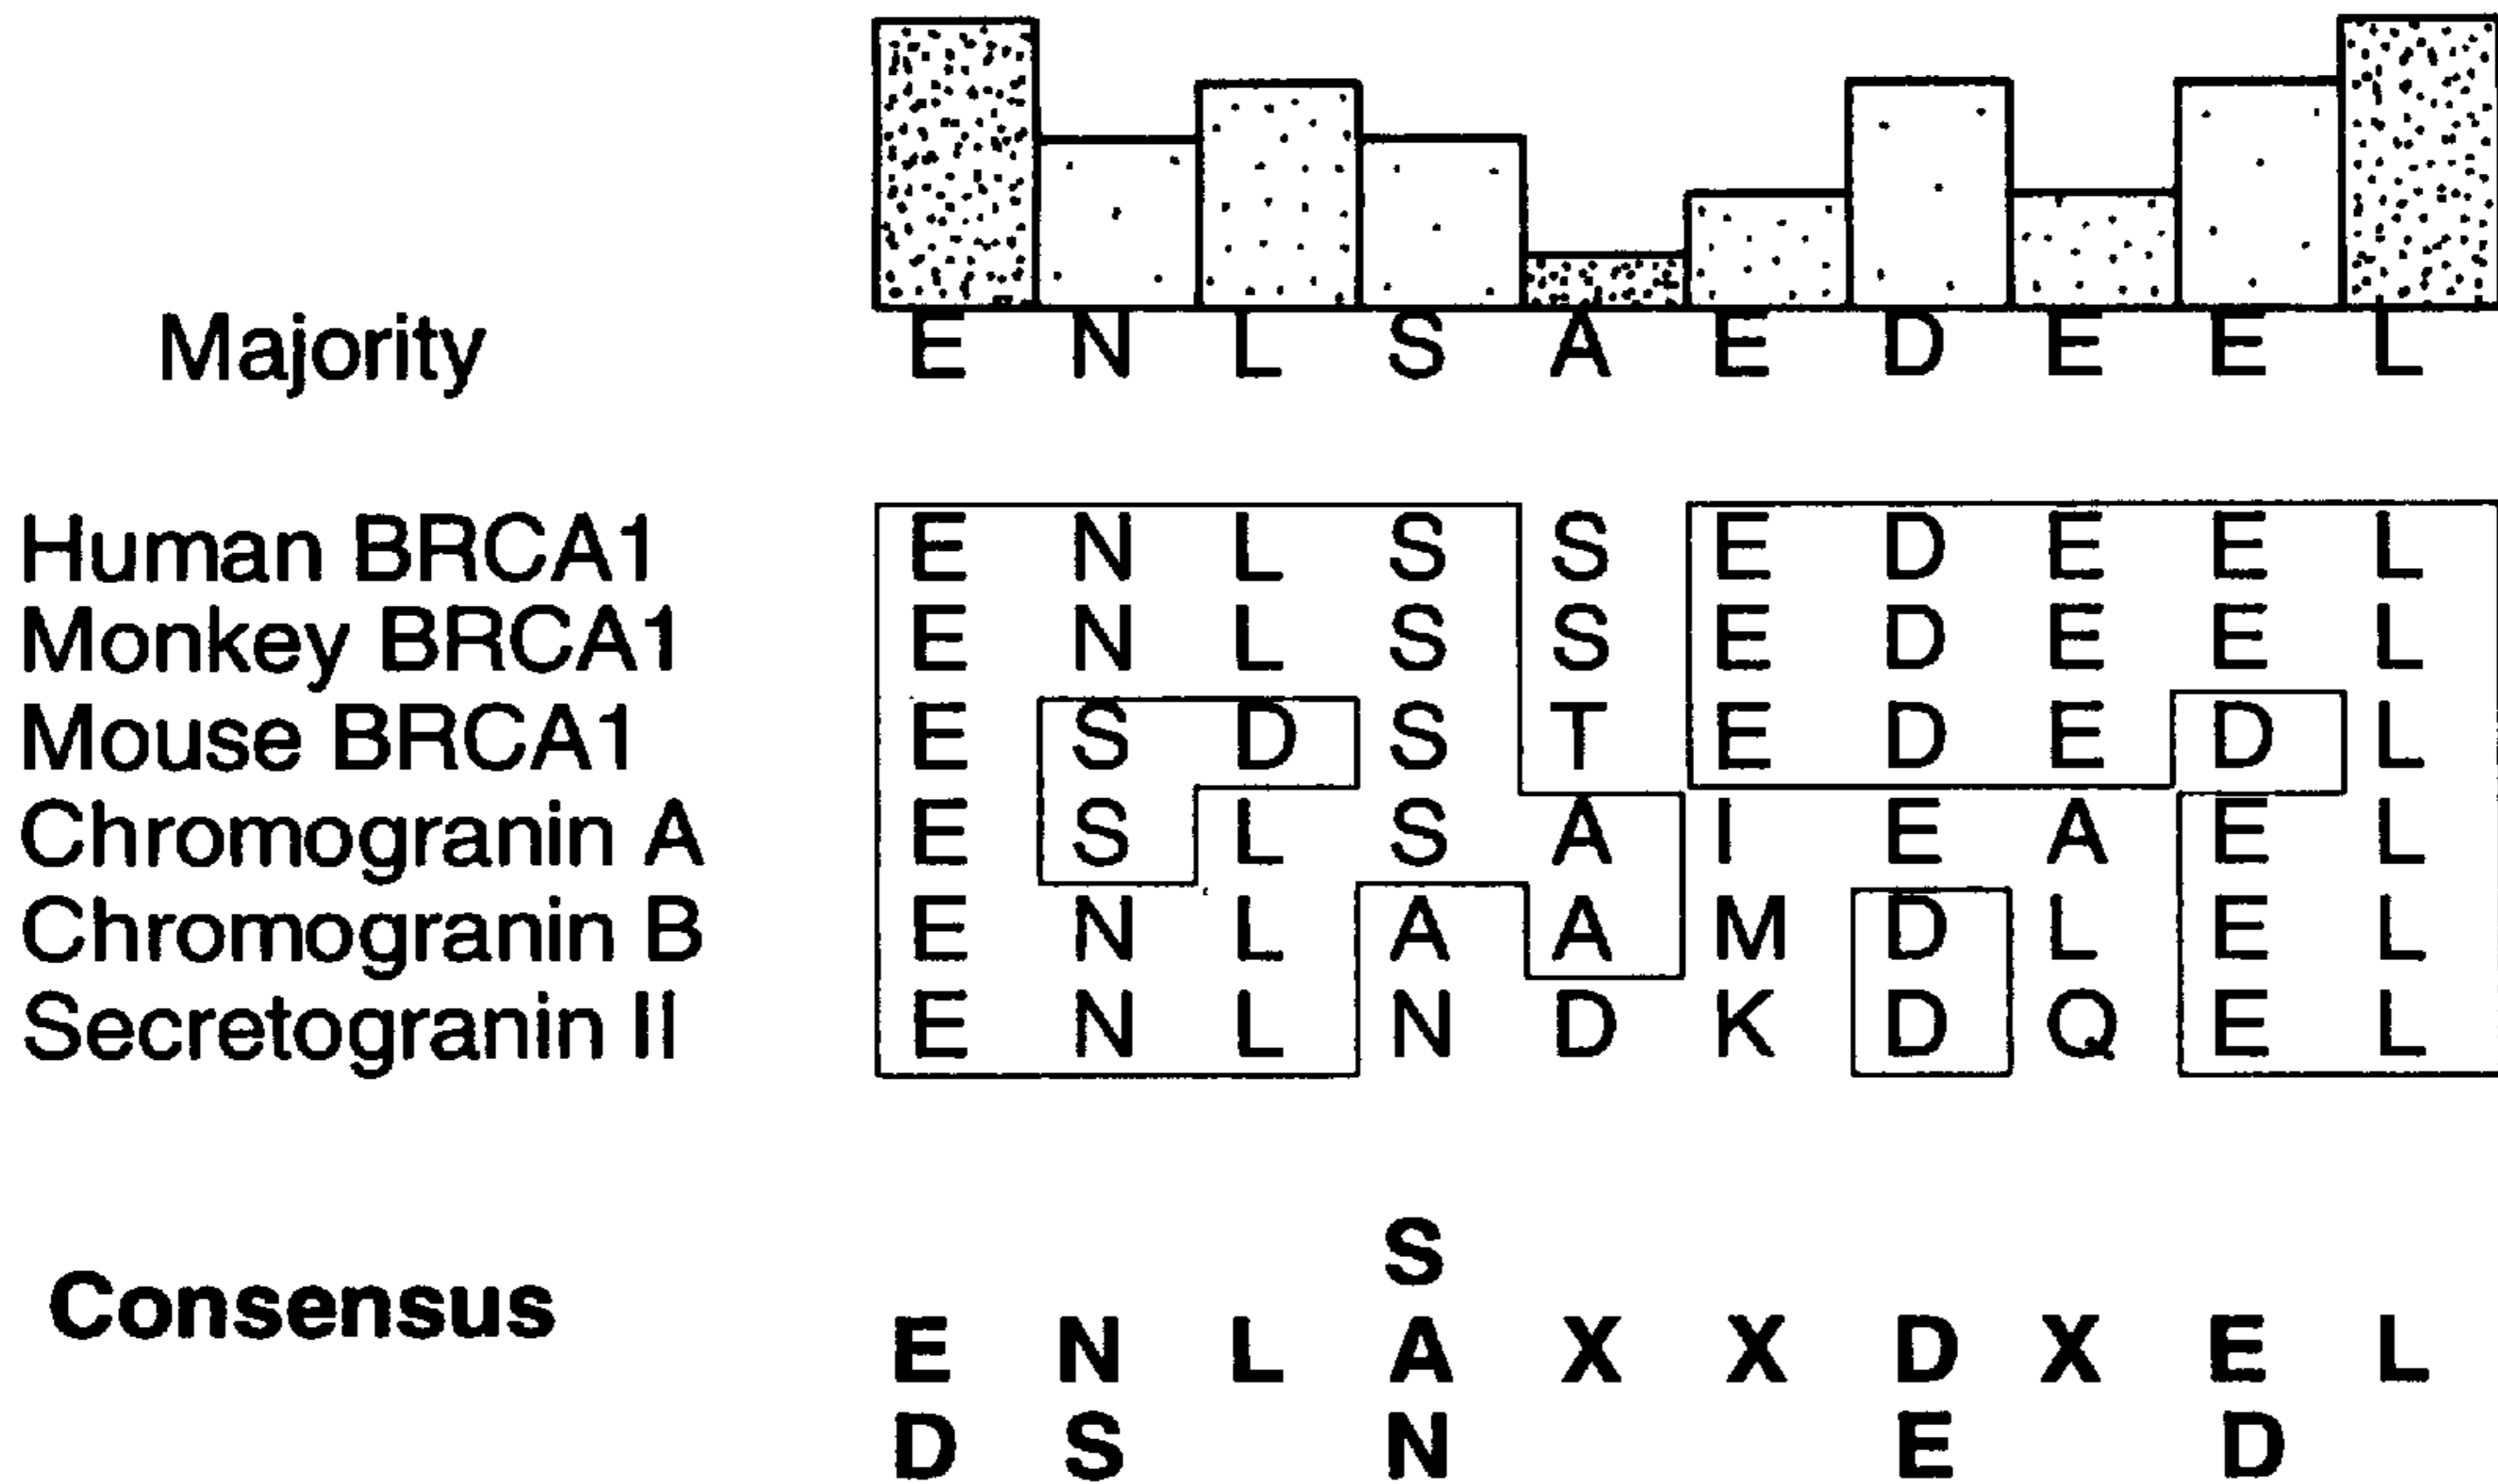 Majority E N L S A E D E E L
Human BRCA1 E N L S S E D E E L
Monkey BRCA1 E N L S S E D E E L
Mouse BRCA1 E S D S T E D E D L
Chromogranin A E S L S A I E A E L
Chromogranin B E N L A A M D L E L
Secretogranin II E N L N D K D Q E L
S
Consensus E N L A X X D X E L
D S N E D